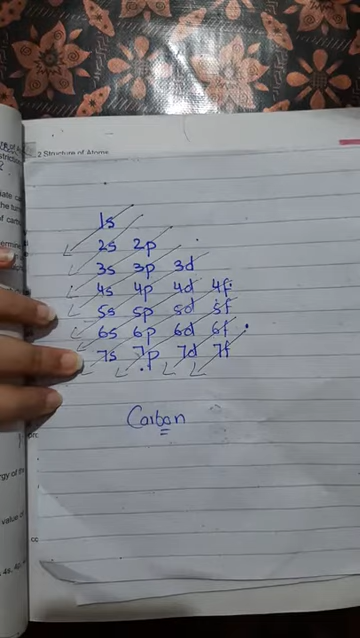 2 Structure of Atoms
1s
2s 2p
3s 3p 3d
4s 4p 4d 4f
5s 5p 5d 5f
6s 6p 6d 6f
7s 7p 7d 7f
Carbon